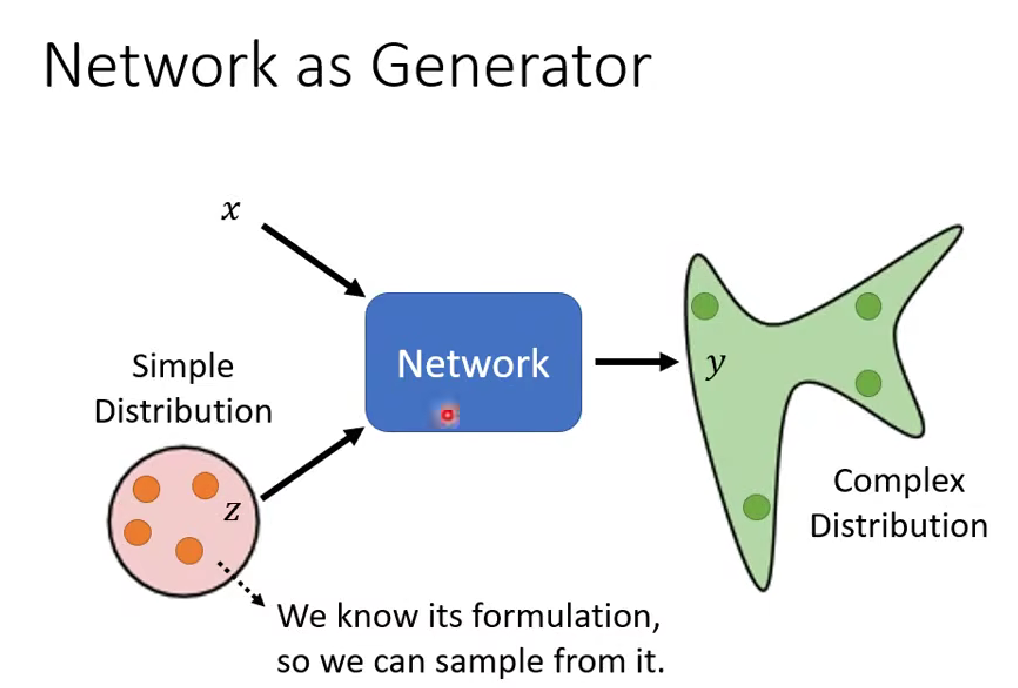 Network as Generator
x
Simple
Distribution
z
Network
y
Complex
Distribution
We know its formulation,
so we can sample from it.